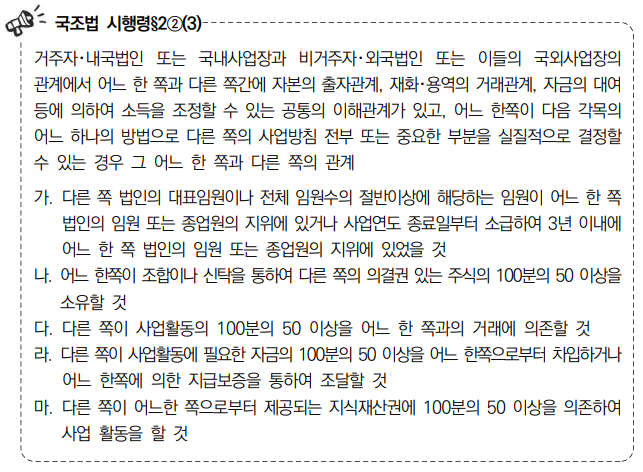 국조법 시행령§2②(3)
거주자·내국법인 또는 국내사업장과 비거주자·외국법인 또는 이들의 국외사업장의
관계에서 어느 한 쪽과 다른 쪽간에 자본의 출자관계, 재화·용역의 거래관계, 자금의 대여
등에 의하여 소득을 조정할 수 있는 공통의 이해관계가 있고, 어느 한쪽이 다음 각목의
어느 하나의 방법으로 다른 쪽의 사업방침 전부 또는 중요한 부분을 실질적으로 결정할
수 있는 경우 그 어느 한 쪽과 다른 쪽의 관계
가. 다른 쪽 법인의 대표임원이나 전체 임원수의 절반이상에 해당하는 임원이 어느 한 쪽
법인의 임원 또는 종업원의 지위에 있거나 사업연도 종료일부터 소급하여 3년 이내에
어느 한 쪽 법인의 임원 또는 종업원의 지위에 있었을 것
나. 어느 한쪽이 조합이나 신탁을 통하여 다른 쪽의 의결권 있는 주식의 100분의 50 이상을
소유할 것
다. 다른 쪽이 사업활동의 100분의 50 이상을 어느 한 쪽과의 거래에 의존할 것
라. 다른 쪽이 사업활동에 필요한 자금의 100분의 50 이상을 어느 한쪽으로부터 차입하거나
어느 한쪽에 의한 지급보증을 통하여 조달할 것
마. 다른 쪽이 어느한 쪽으로부터 제공되는 지식재산권에 100분의 50 이상을 의존하여
사업 활동을 할 것